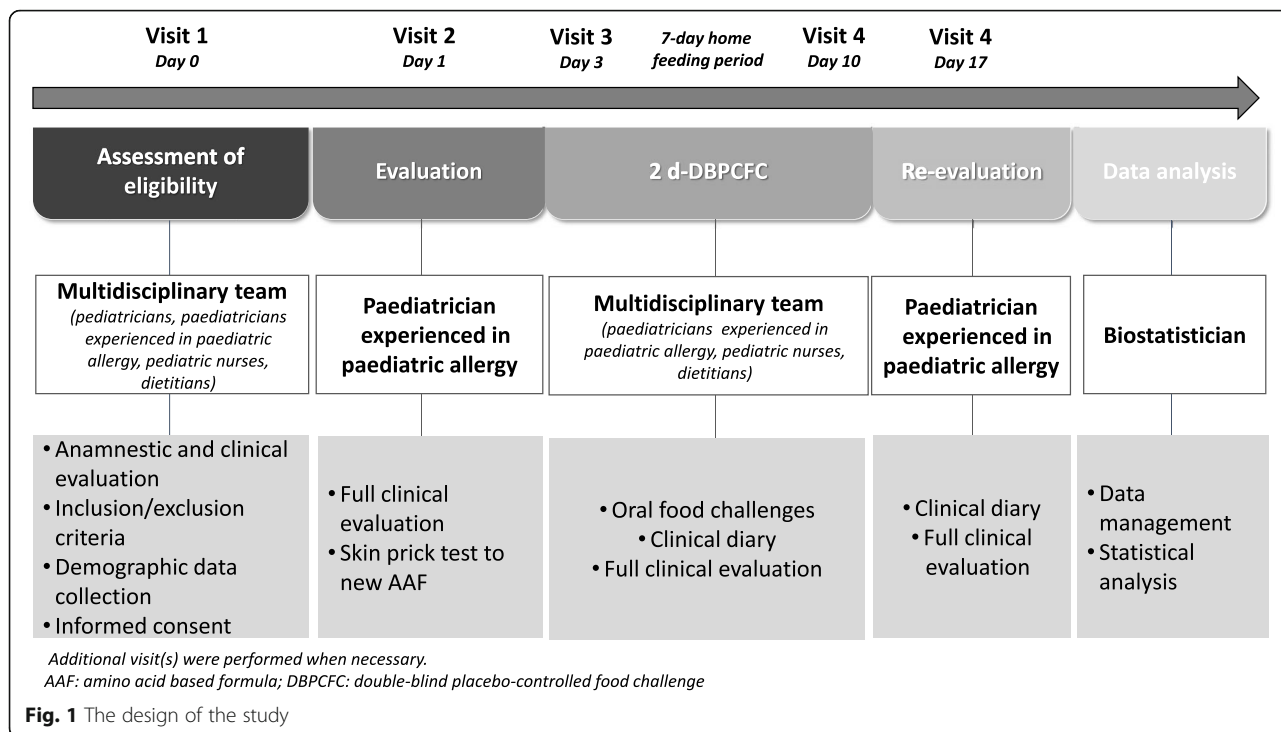 Visit 1
Day 0
Visit 2
Day 1
Visit 3
Day 3
7-day home
feeding period
Visit 4
Day 10
Visit 4
Day 17
Assessment of
eligibility
Evaluation
2 d-DBPCFC
Re-evaluation
Data analysis
Multidisciplinary team
(pediatricians, paediatricians
experienced in paediatric
allergy, pediatric nurses,
dietitians)
Paediatrician
experienced in
paediatric allergy
Multidisciplinary team
(paediatricians experienced in
paediatric allergy, pediatric nurses,
dietitians)
Paediatrician
experienced in
paediatric allergy
Biostatistician
• Anamnestic and clinical
evaluation
• Inclusion/exclusion
criteria
• Demographic data
collection
• Informed consent
• Full clinical
evaluation
• Skin prick test to
new AAF
• Oral food challenges
• Clinical diary
• Full clinical evaluation
• Clinical diary
• Full clinical
evaluation
• Data
management
• Statistical
analysis
Additional visit(s) were performed when necessary.
AAF: amino acid based formula; DBPCFC: double-blind placebo-controlled food challenge
Fig. 1 The design of the study